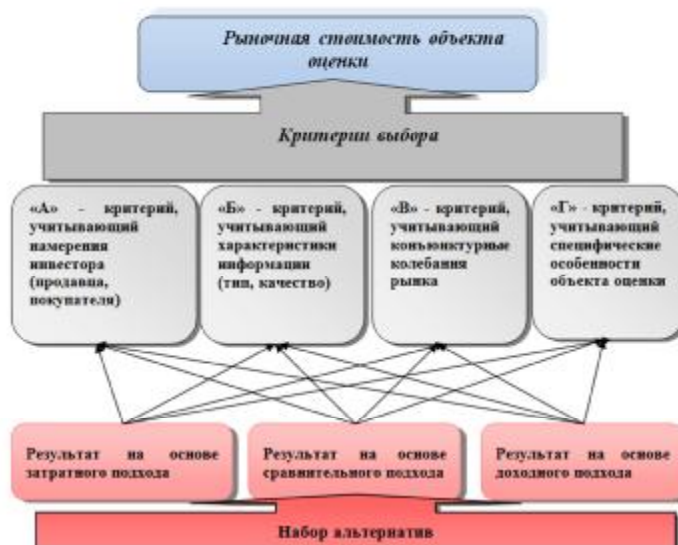 Рыночная стоимость объекта
оценки
Критерии выбора
«А» - критерий,
учитывающий
намерения
инвестора
(продавца,
покупателя)
«Б» - критерий,
учитывающий
характеристики
информации
(тип, качество)
«В» - критерий,
учитывающий
конъюнктурные
колебания
рынка
«Г» - критерий,
учитывающий
специфические
особенности
объекта оценки
Результат на основе
затратного подхода
Результат на основе
сравнительного подхода
Результат на основе
доходного подхода
Набор альтернатив